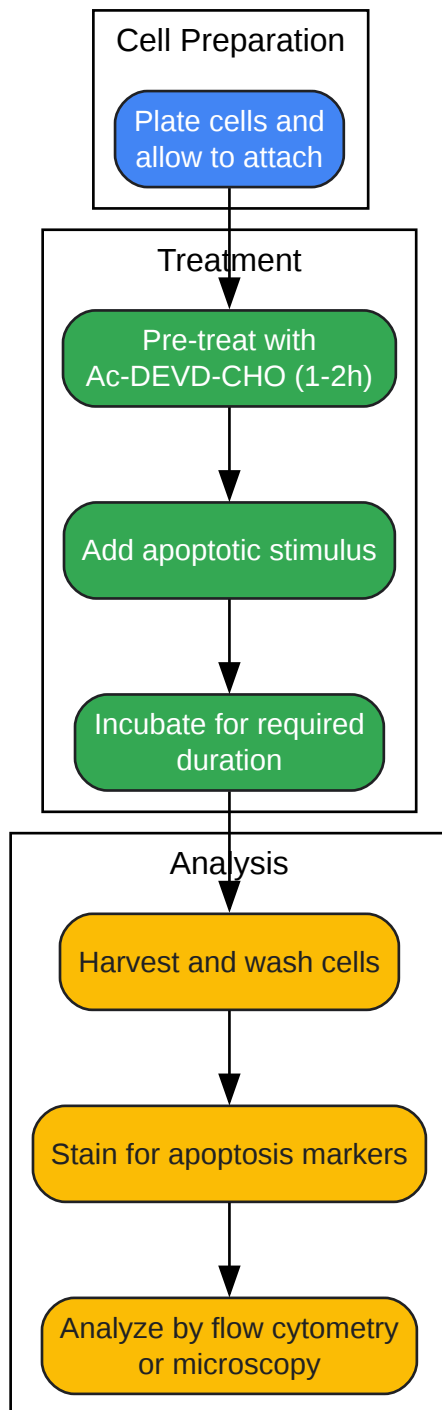 Cell Preparation
Plate cells and
allow to attach
Treatment
Pre-treat with
Ac-DEVD-CHO (1-2h)
Add apoptotic stimulus
Incubate for required
duration
Analysis
Harvest and wash cells
Stain for apoptosis markers
Analyze by flow cytometry
or microscopy